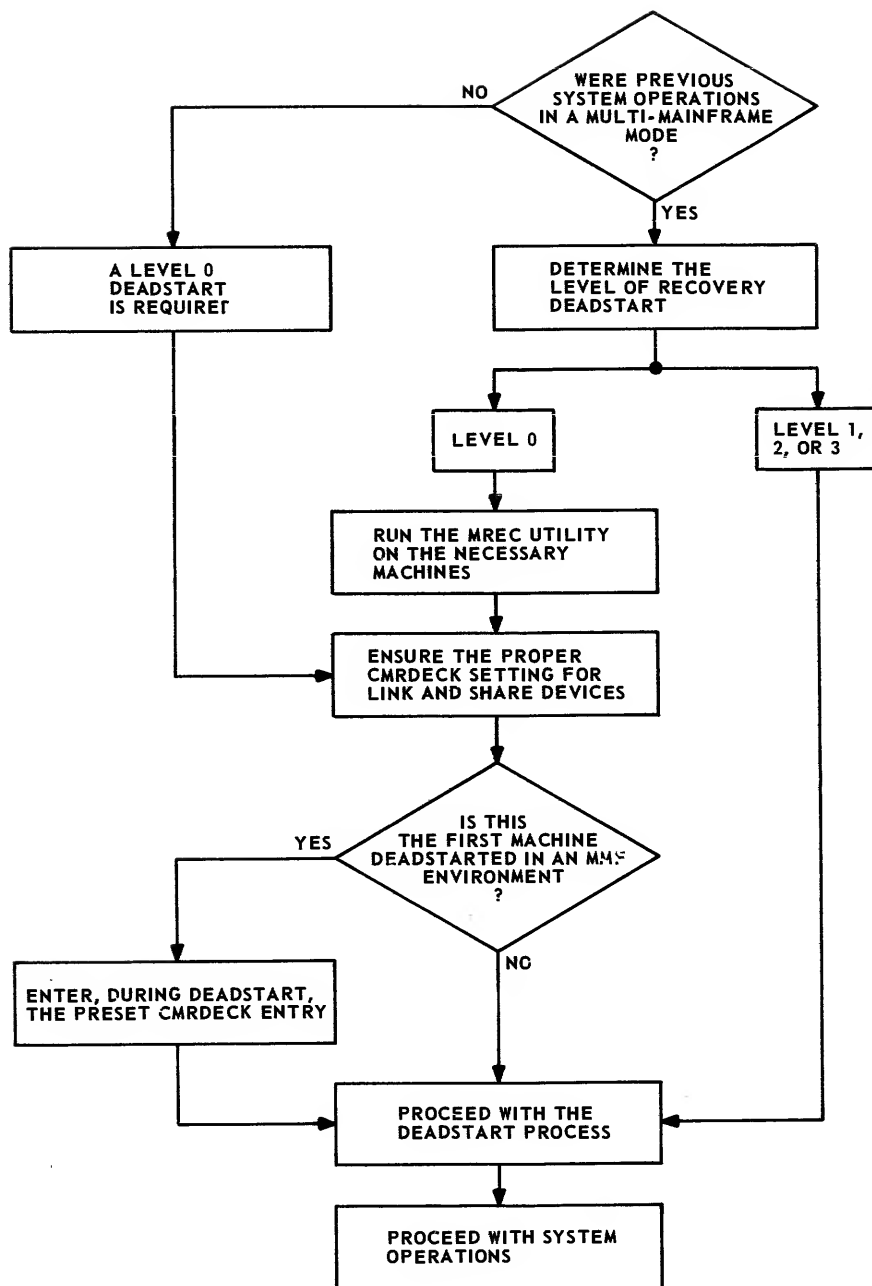 WERE PREVIOUS
SYSTEM OPERATIONS
IN A MULTI-MAINFRAME
MODE
?
NO
YES
A LEVEL 0
DEADSTART
IS REQUIRED
DETERMINE THE
LEVEL OF RECOVERY
DEADSTART
LEVEL 0
LEVEL 1,
2, OR 3
RUN THE MREC UTILITY
ON THE NECESSARY
MACHINES
ENSURE THE PROPER
CMRDECK SETTING FOR
LINK AND SHARE DEVICES
IS THIS
THE FIRST MACHINE
DEADSTARTED IN AN MMF
ENVIRONMENT
?
YES
NO
ENTER, DURING DEADSTART,
THE PRESET CMRDECK ENTRY
PROCEED WITH THE
DEADSTART PROCESS
PROCEED WITH SYSTEM
OPERATIONS